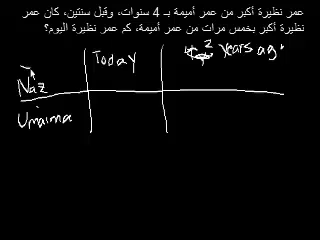 عمر نظيرة أكبر من عمر أميمة بـ 4 سنوات، وقبل سنتين، كان عمر
نظيرة أكبر بخمس مرات من عمر أميمة، كم عمر نظيرة اليوم؟
Today 2 years ag
Naz
Umaima